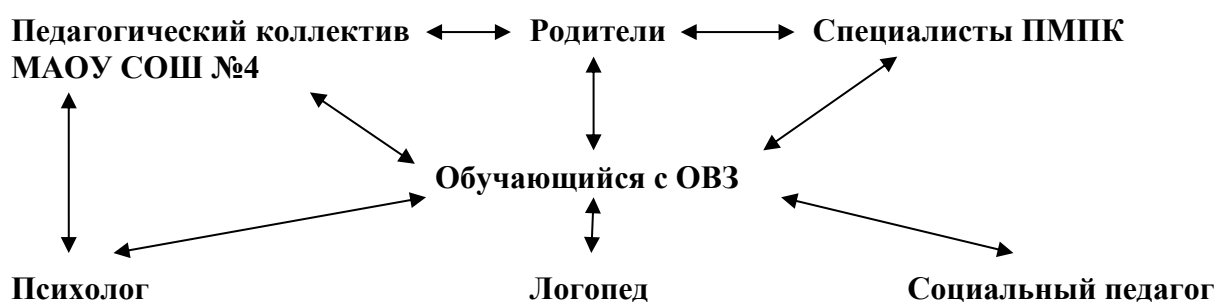 Педагогический коллектив Родители Специалисты ПМПК
МАОУ СОШ №4
Обучающийся с ОВЗ
Психолог Логопед Социальный педагог